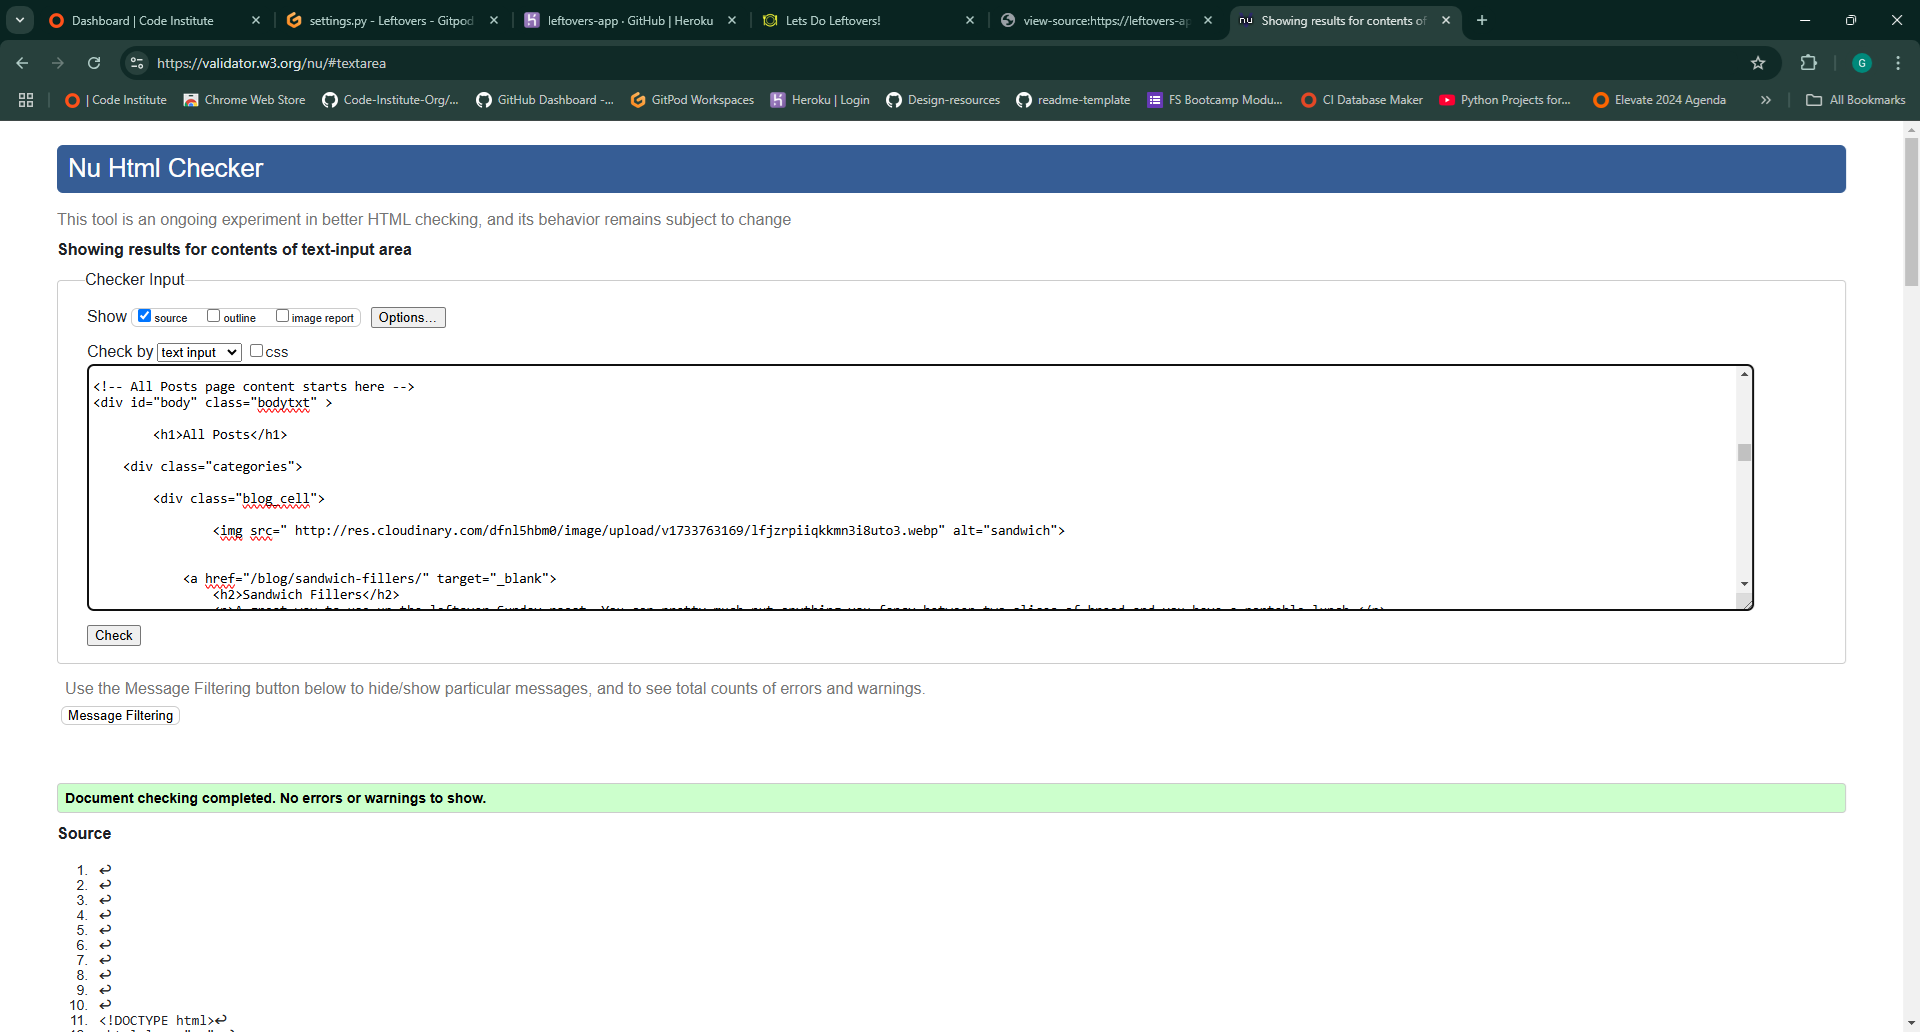 Dashboard | Code Institute
settings.py - Leftovers - Gitpod
leftovers-app · GitHub | Heroku
Lets Do Leftovers!
view-source:https://leftovers-ap
Showing results for contents of
https://validator.w3.org/nu/#textarea
G
| Code Institute
Chrome Web Store
Code-Institute-Org/...
GitHub Dashboard -...
GitPod Workspaces
Heroku | Login
Design-resources
readme-template
FS Bootcamp Modu...
CI Database Maker
Python Projects for...
Elevate 2024 Agenda
All Bookmarks
Nu Html Checker
This tool is an ongoing experiment in better HTML checking, and its behavior remains subject to change
Showing results for contents of text-input area
Checker Input
Show source outline image report Options...
Check by text input css
<!-- All Posts page content starts here -->
<div id="body" class="bodytxt" >
<h1>All Posts</h1>
<div class="categories">
<div class="blog_cell">
<img src=" http://res.cloudinary.com/dfnl5hbm0/image/upload/v1733763169/lfjzrpiiqkkmn3i8uto3.webp" alt="sandwich">
<a href="/blog/sandwich-fillers/" target="_blank">
<h2>Sandwich Fillers</h2>
Check
Use the Message Filtering button below to hide/show particular messages, and to see total counts of errors and warnings.
Message Filtering
Document checking completed. No errors or warnings to show.
Source
1. ↩
2. ↩
3. ↩
4. ↩
5. ↩
6. ↩
7. ↩
8. ↩
9. ↩
10. ↩
11. <!DOCTYPE html>↩